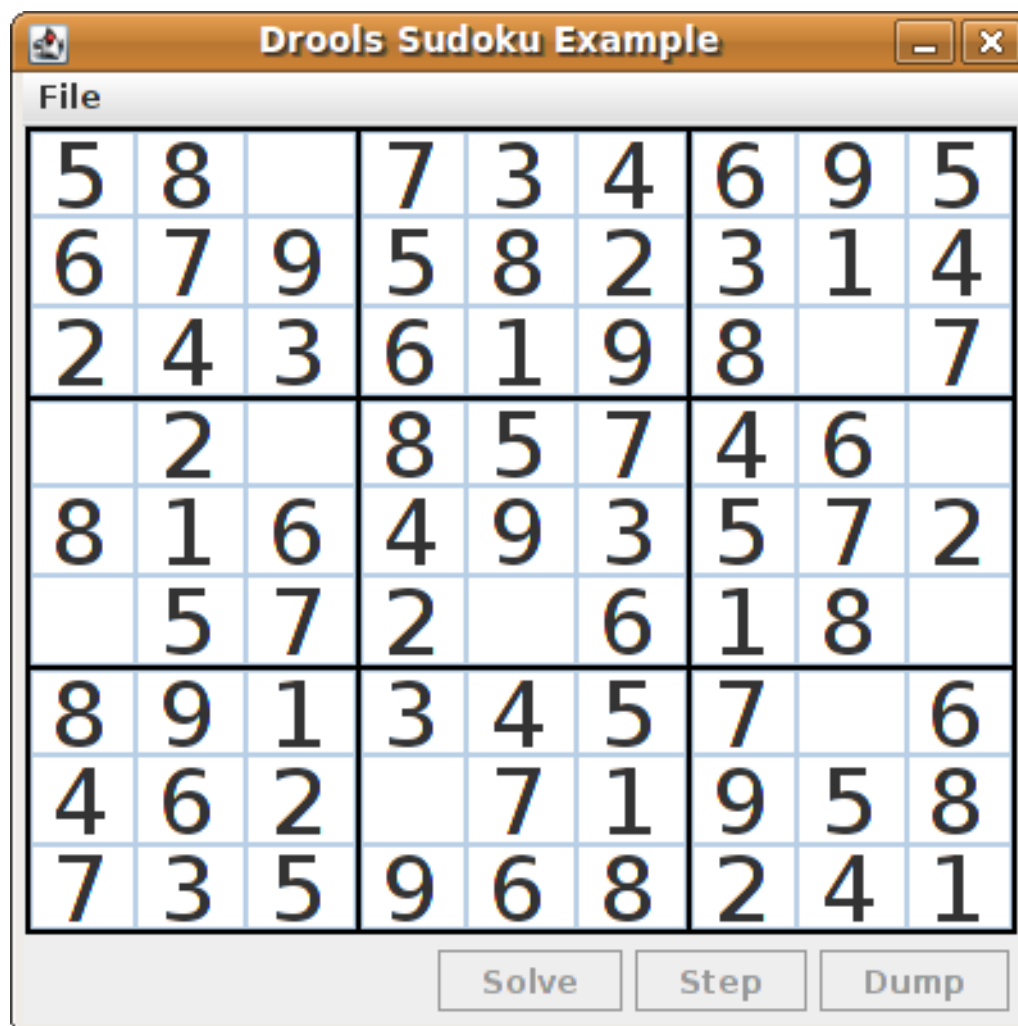 Drools Sudoku Example
File
5 8 7 3 4 6 9 5
6 7 9 5 8 2 3 1 4
2 4 3 6 1 9 8 7
2 8 5 7 4 6
8 1 6 4 9 3 5 7 2
5 7 2 6 1 8
8 9 1 3 4 5 7 6
4 6 2 7 1 9 5 8
7 3 5 9 6 8 2 4 1
Solve Step Dump